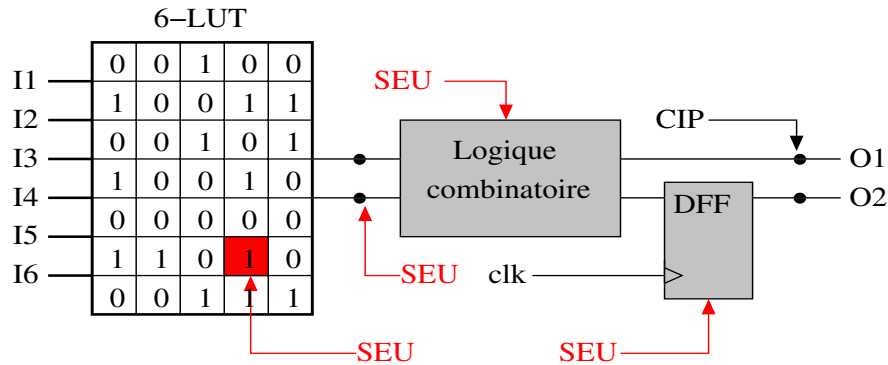 6-LUT
0 0 1 0 0
I1
1 0 0 1 1
I2
0 0 1 0 1
I3
1 0 0 1 0
I4
0 0 0 0 0
I5
1 1 0 1 0
I6
0 0 1 1 1
SEU
Logique
combinatoire
CIP
O1
O2
DFF
SEU
clk
SEU
SEU